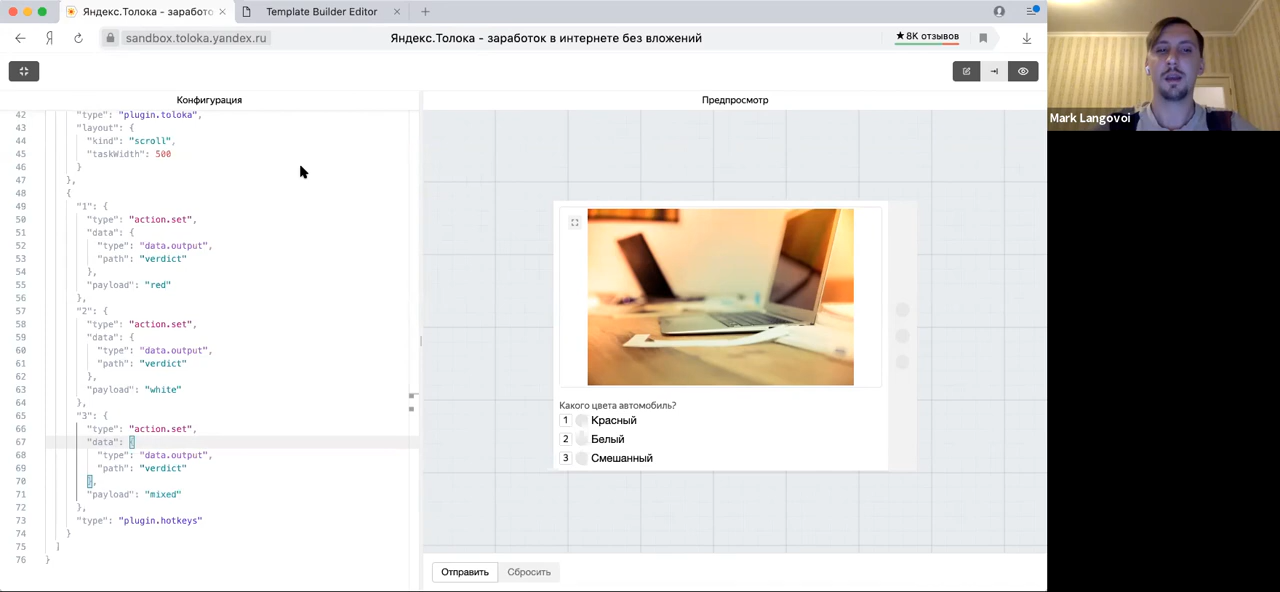 Яндекс.Толока - заработо
Template Builder Editor
sandbox.toloka.yandex.ru
Яндекс.Толока - заработок в интернете без вложений
★8K отзывов
Mark Langovoi
Конфигурация
Предпросмотр
42 "type": "plugin.toloka",
43 "layout": {
44 "kind": "scroll",
45 "taskWidth": 500
46 }
47 },
48 {
49 "1": {
50 "type": "action.set",
51 "data": {
52 "type": "data.output",
53 "path": "verdict"
54 },
55 "payload": "red"
56 },
57 "2": {
58 "type": "action.set",
59 "data": {
60 "type": "data.output",
61 "path": "verdict"
62 },
63 "payload": "white"
64 },
65 "3": {
66 "type": "action.set",
67 "data": {
68 "type": "data.output",
69 "path": "verdict"
70 },
71 "payload": "mixed"
72 },
73 "type": "plugin.hotkeys"
74 }
75 ]
76 }
Какого цвета автомобиль?
1 Красный
2 Белый
3 Смешанный
Отправить
Сбросить